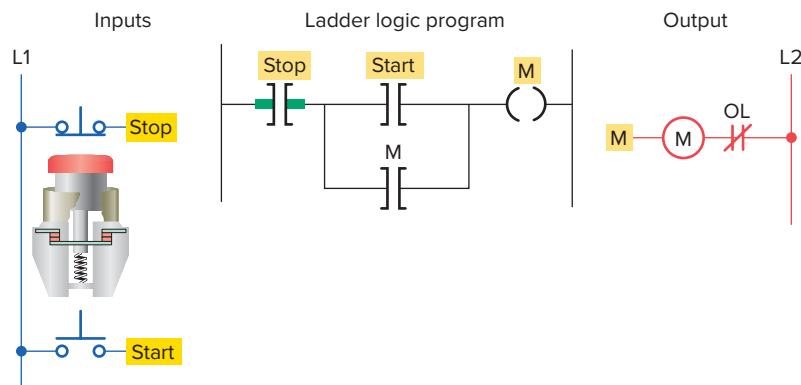 Inputs
Ladder logic program
Output
L1
Stop
Start
M
L2
Stop
M
M
OL
M
Start